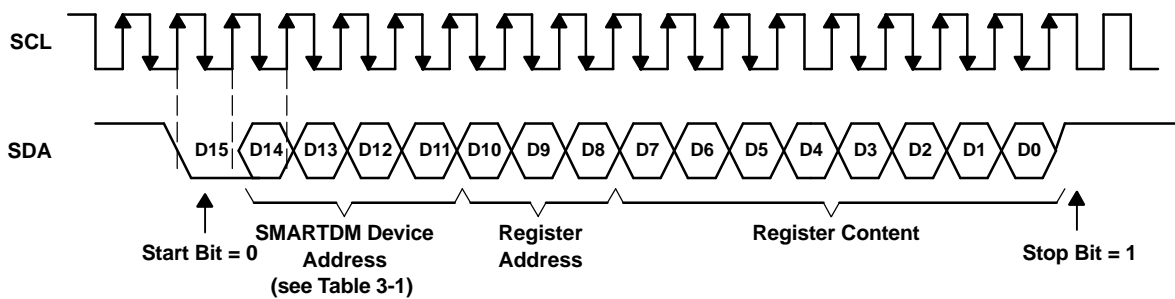 SCL
SDA
D15 D14 D13 D12 D11 D10 D9 D8 D7 D6 D5 D4 D3 D2 D1 D0
Start Bit = 0
SMARTDM Device
Address
(see Table 3-1)
Register
Address
Register Content
Stop Bit = 1